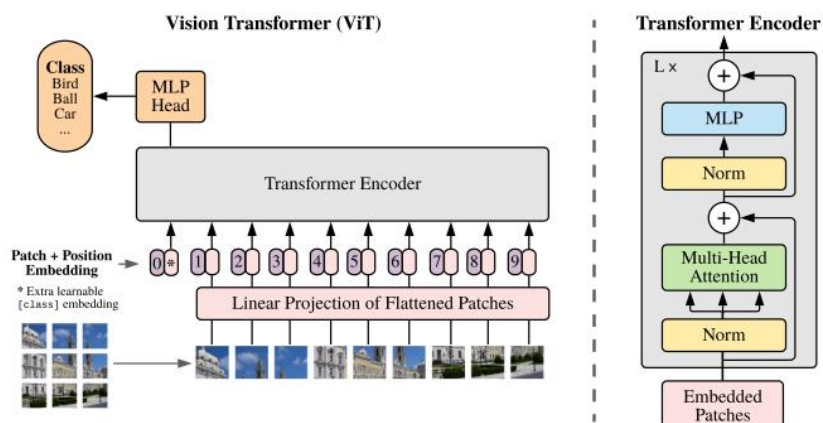 Vision Transformer (ViT)
Class
Bird
Ball
Car
...
MLP
Head
Transformer Encoder
Patch + Position
Embedding
* Extra learnable
[class] embedding
0 * 1 2 3 4 5 6 7 8 9
Linear Projection of Flattened Patches
Transformer Encoder
L ×
+
MLP
Norm
+
Multi-Head
Attention
Norm
Embedded
Patches